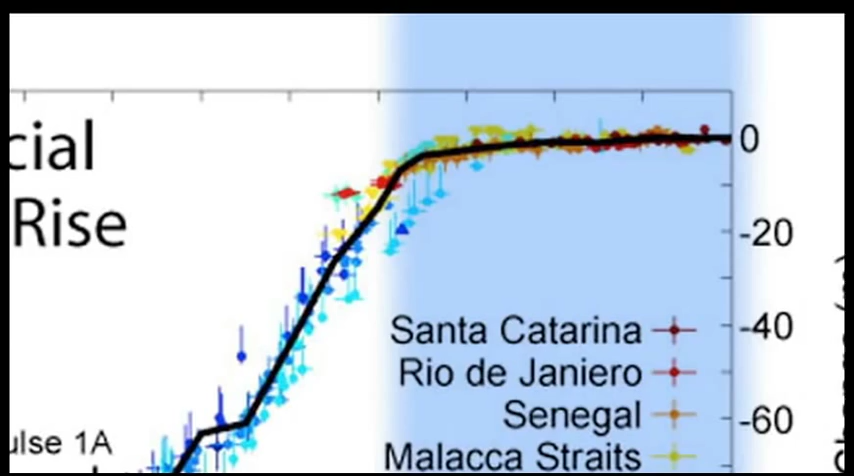 cial
Rise
0
-20
-40
-60
Santa Catarina
Rio de Janiero
Senegal
Malacca Straits
ulse 1A